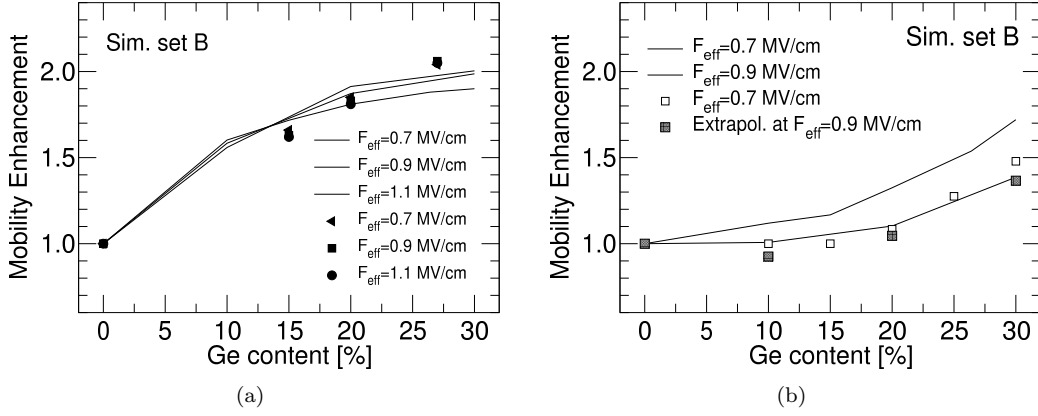 Sim. set B
Mobility Enhancement
2.0
1.5
1.0
F_eff=0.7 MV/cm
F_eff=0.9 MV/cm
F_eff=1.1 MV/cm
F_eff=0.7 MV/cm
F_eff=0.9 MV/cm
F_eff=1.1 MV/cm
0 5 10 15 20 25 30
Ge content [%]
(a)
Sim. set B
Mobility Enhancement
2.0
1.5
1.0
F_eff=0.7 MV/cm
F_eff=0.9 MV/cm
F_eff=0.7 MV/cm
Extrapol. at F_eff=0.9 MV/cm
0 5 10 15 20 25 30
Ge content [%]
(b)